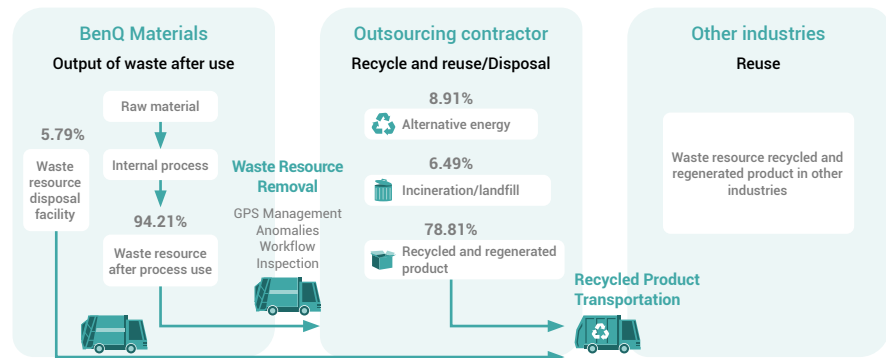 BenQ Materials
Output of waste after use
Raw material
5.79%
Waste
resource
disposal
facility
Internal process
94.21%
Waste resource
after process use
Waste Resource
Removal
GPS Management
Anomalies
Workflow
Inspection
Outsourcing contractor
Recycle and reuse/Disposal
8.91%
Alternative energy
6.49%
Incineration/landfill
78.81%
Recycled and regenerated
product
Recycled Product
Transportation
Other industries
Reuse
Waste resource recycled and
regenerated product in other
industries